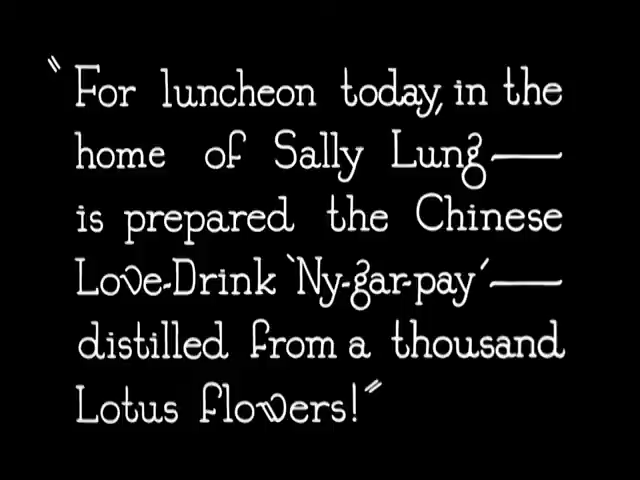 "For luncheon today, in the
home of Sally Lung—
is prepared the Chinese
Love-Drink 'Ny-gar-pay'—
distilled from a thousand
Lotus flowers!"